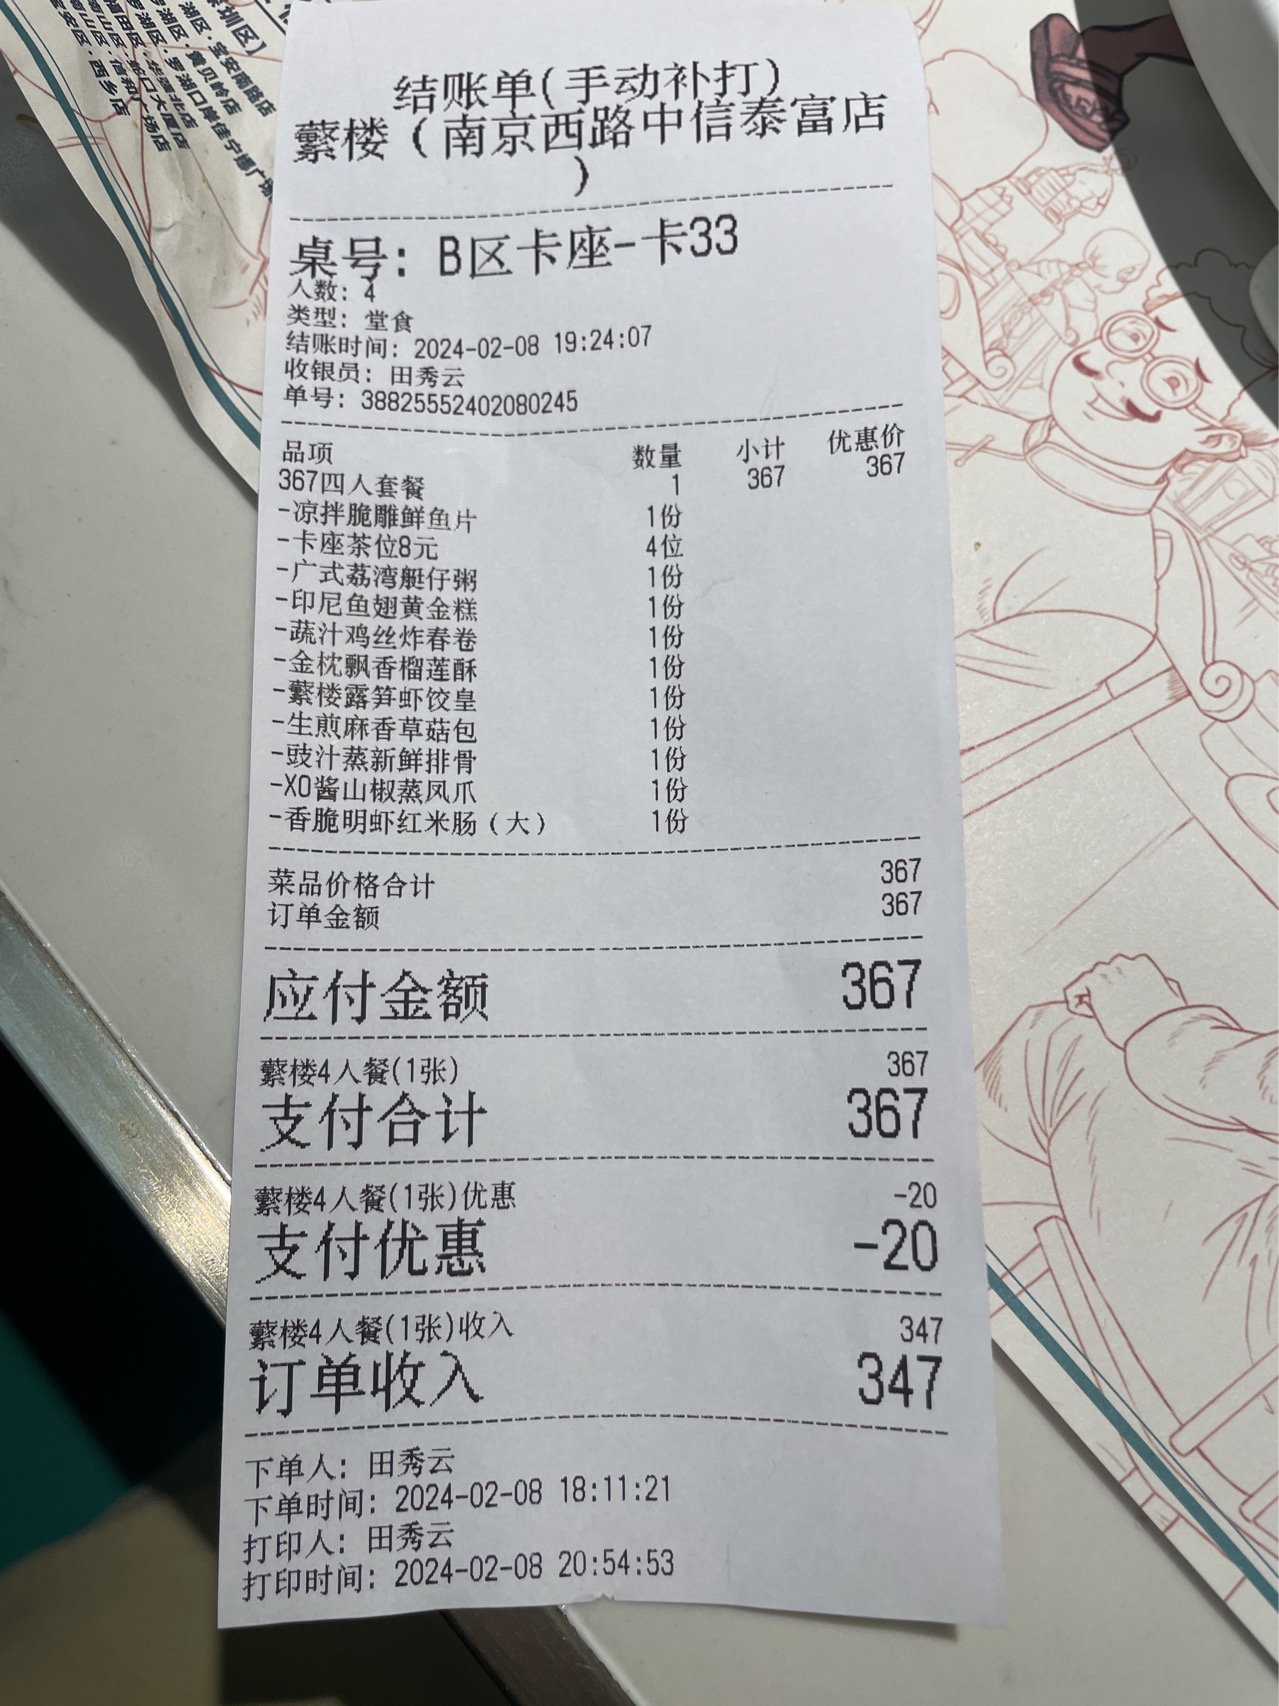 结账单(手动补打)
蘩楼（南京西路中信泰富店
）
桌号: B区卡座-卡33
人数: 4
类型: 堂食
结账时间: 2024-02-08 19:24:07
收银员: 田秀云
单号: 38825552402080245
品项 数量 小计 优惠价
367四人套餐 1 367 367
-凉拌脆雕鲜鱼片 1份
-卡座茶位8元 4位
-广式荔湾艇仔粥 1份
-印尼鱼翅黄金糕 1份
-蔬汁鸡丝炸春卷 1份
-金枕飘香榴莲酥 1份
-蘩楼露笋虾饺皇 1份
-生煎麻香草菇包 1份
-豉汁蒸新鲜排骨 1份
-XO酱山椒蒸凤爪 1份
-香脆明虾红米肠（大） 1份
菜品价格合计 367
订单金额 367
应付金额 367
蘩楼4人餐(1张) 367
支付合计 367
蘩楼4人餐(1张)优惠 -20
支付优惠 -20
蘩楼4人餐(1张)收入 347
订单收入 347
下单人: 田秀云
下单时间: 2024-02-08 18:11:21
打印人: 田秀云
打印时间: 2024-02-08 20:54:53